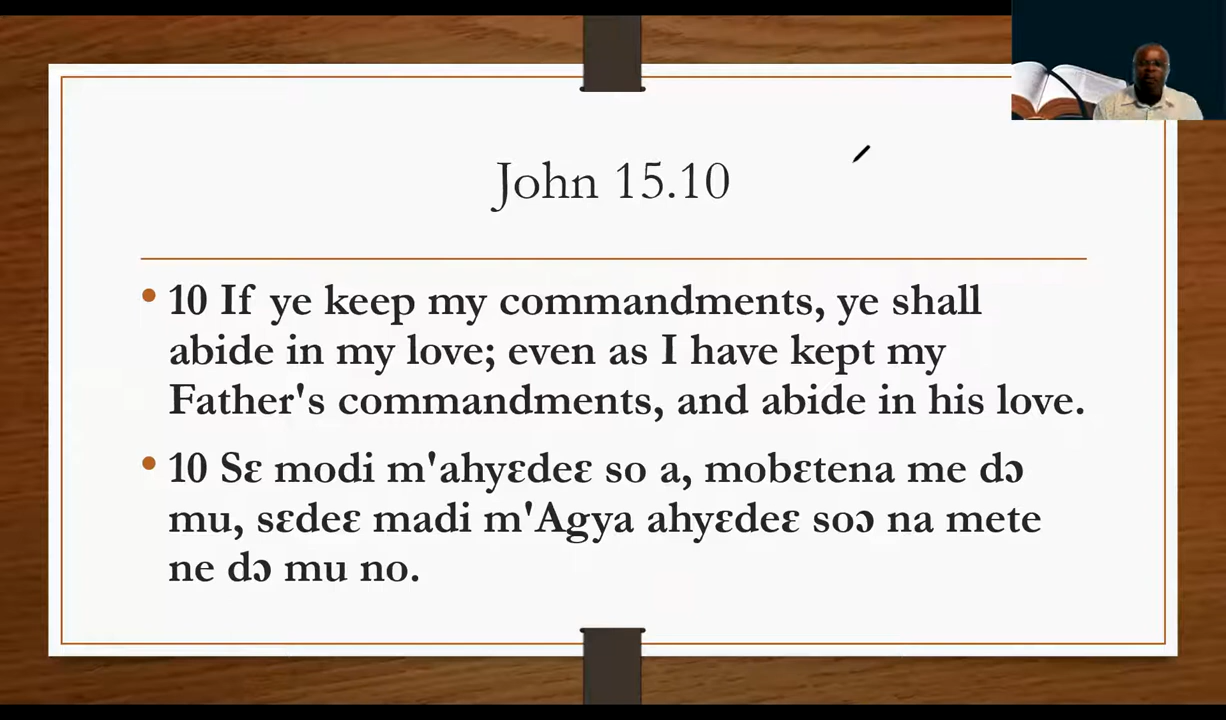 John 15.10
• 10 If ye keep my commandments, ye shall
abide in my love; even as I have kept my
Father's commandments, and abide in his love.
• 10 Sɛ modi m'ahyɛdeɛ so a, mobɛtena me dɔ
mu, sɛdeɛ madi m'Agya ahyɛdeɛ soɔ na mete
ne dɔ mu no.